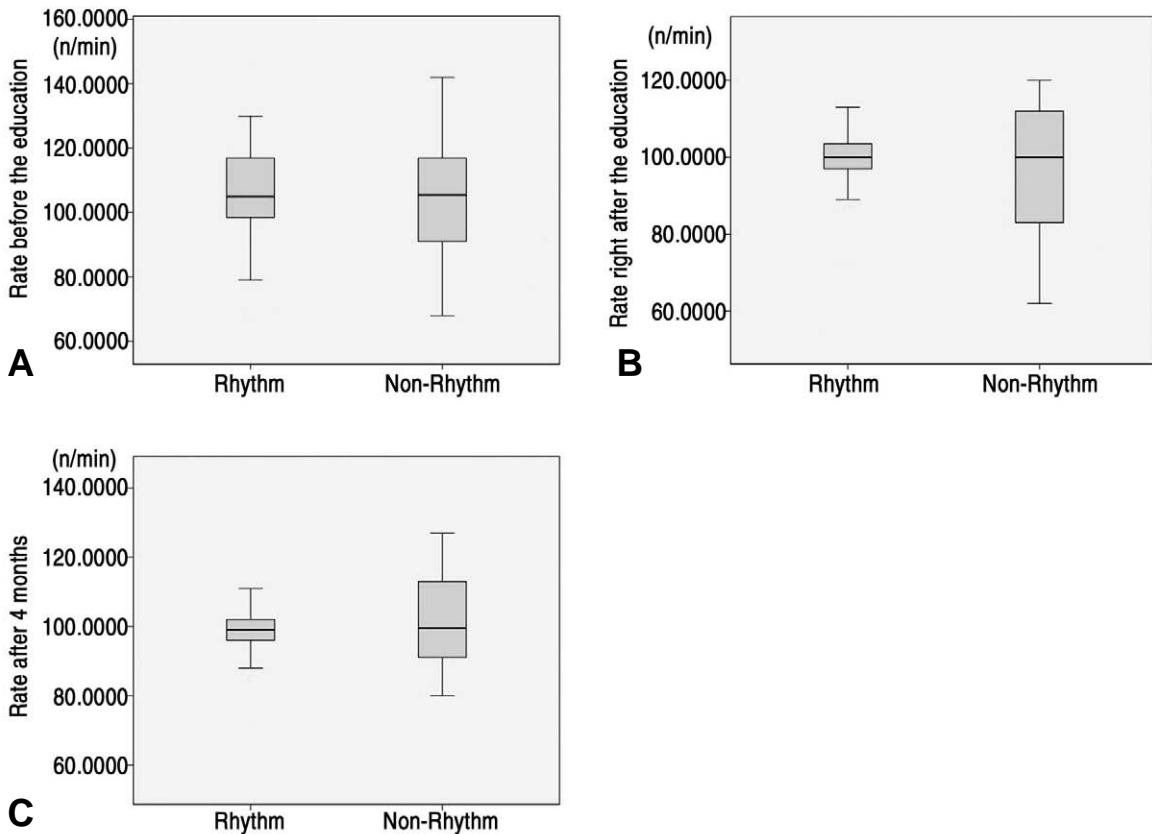 160.0000
(n/min)
140.0000
120.0000
100.0000
80.0000
60.0000
Rate before the education
Rhythm
Non-Rhythm
A
(n/min)
120.0000
100.0000
80.0000
60.0000
Rate right after the education
Rhythm
Non-Rhythm
B
(n/min)
140.0000
120.0000
100.0000
80.0000
60.0000
Rate after 4 months
Rhythm
Non-Rhythm
C